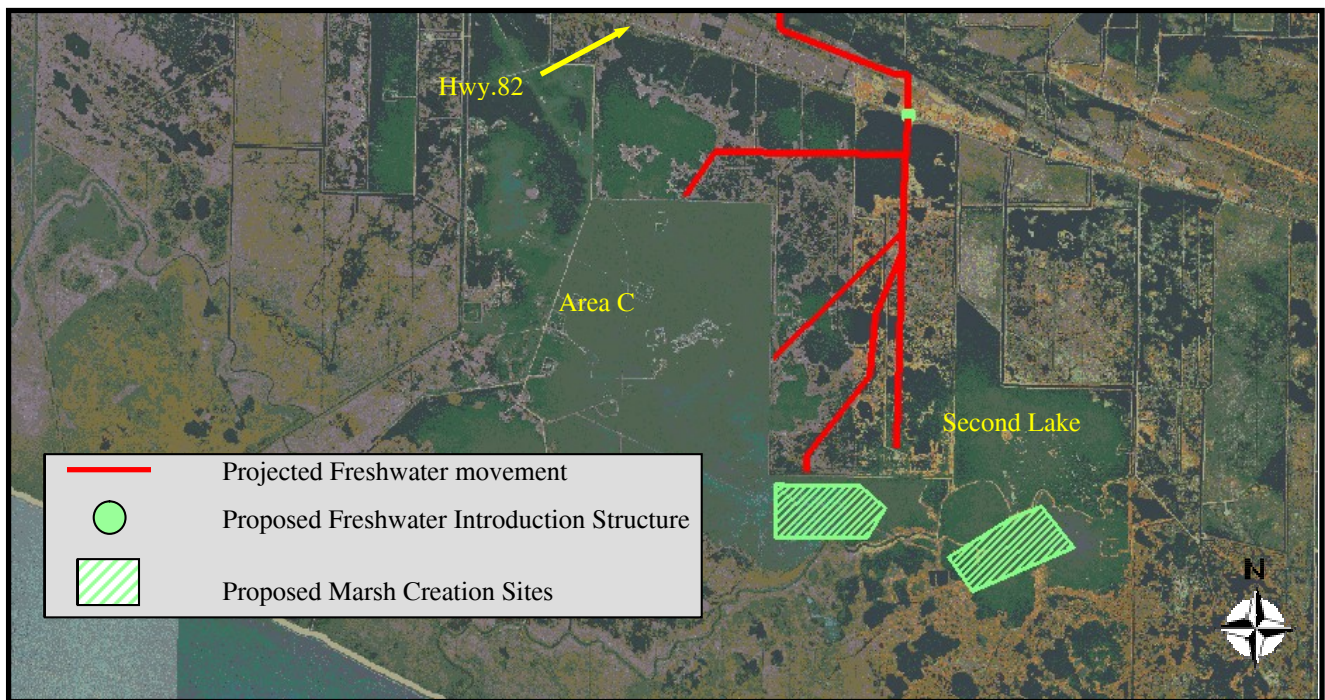 Hwy.82
Area C
Second Lake
Projected Freshwater movement
Proposed Freshwater Introduction Structure
Proposed Marsh Creation Sites
N